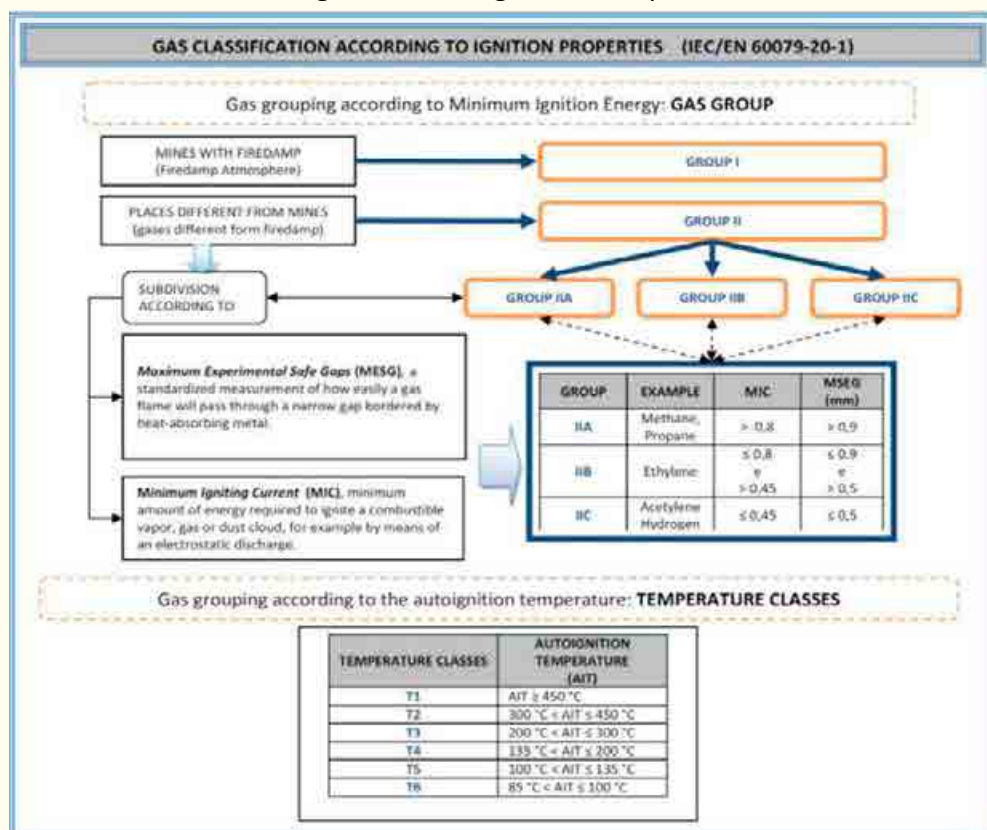 GAS CLASSIFICATION ACCORDING TO IGNITION PROPERTIES (IEC/EN 60079-20-1)
Gas grouping according to Minimum Ignition Energy: GAS GROUP
MINES WITH FIREDAMP
(Firedamp Atmosphere)
GROUP I
PLACES DIFFERENT FROM MINES
(gases different form firedamp)
GROUP II
SUBDIVISION
ACCORDING TO
GROUP IIA
GROUP IIB
GROUP IIC
Maximum Experimental Safe Gaps (MESG), a
standardized measurement of how easily a gas
flame will pass through a narrow gap bordered by
heat-absorbing metal.
Minimum Igniting Current (MIC), minimum
amount of energy required to ignite a combustible
vapor, gas or dust cloud, for example by means of
an electrostatic discharge.
GROUP EXAMPLE MIC MSEG (mm)
IIA Methane, Propane > 0,8 > 0,9
IIB Ethylene ≤ 0,8 e > 0,45 ≤ 0,9 e > 0,5
IIC Acetylene Hydrogen ≤ 0,45 ≤ 0,5
Gas grouping according to the autoignition temperature: TEMPERATURE CLASSES
TEMPERATURE CLASSES AUTOIGNITION TEMPERATURE (AIT)
T1 AIT ≥ 450 °C
T2 300 °C < AIT ≤ 450 °C
T3 200 °C < AIT ≤ 300 °C
T4 135 °C < AIT ≤ 200 °C
T5 100 °C < AIT ≤ 135 °C
T6 85 °C < AIT ≤ 100 °C